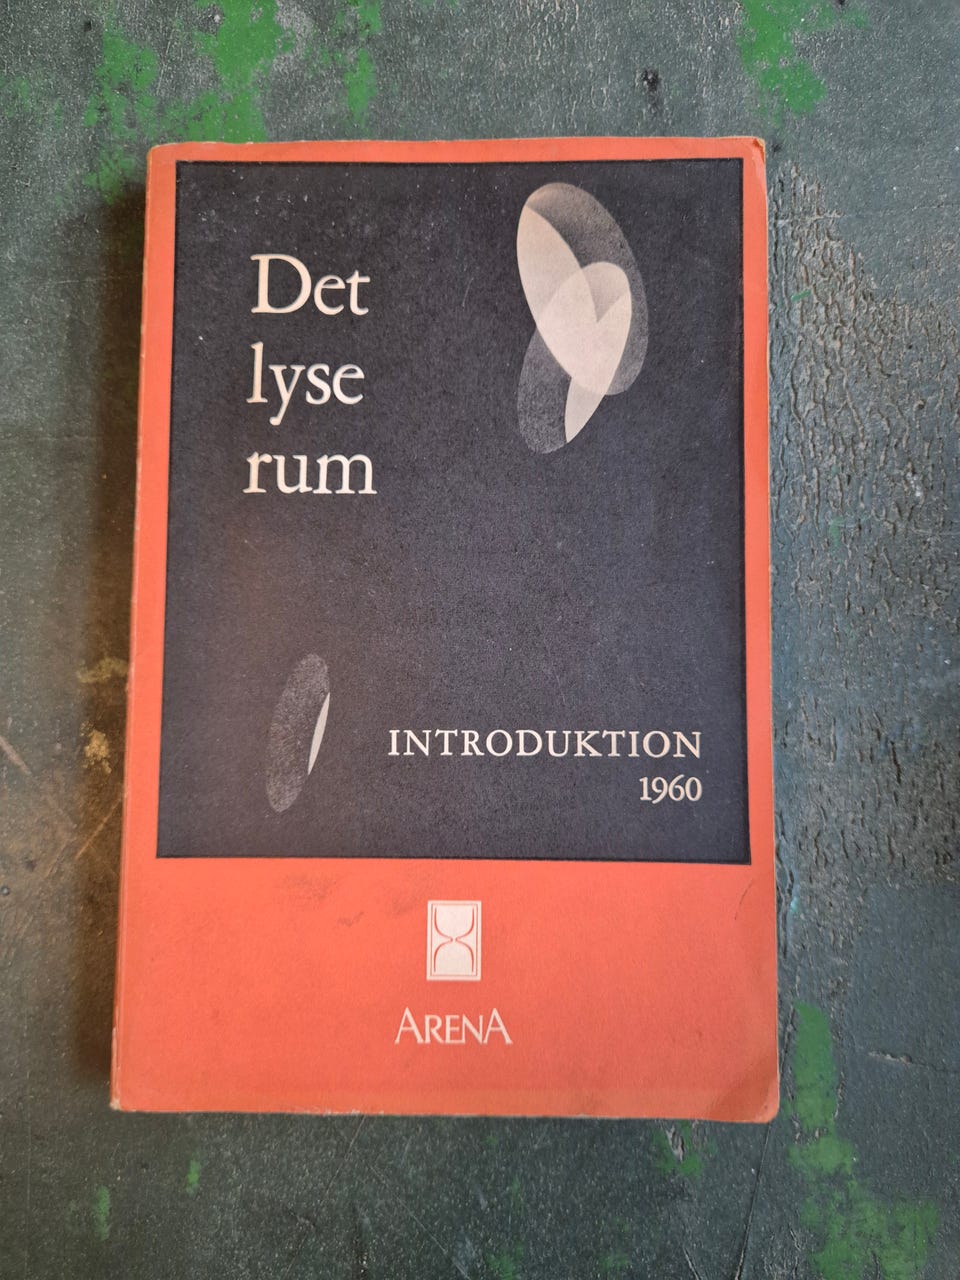 Det
lyse
rum
INTRODUKTION
1960
ARENA